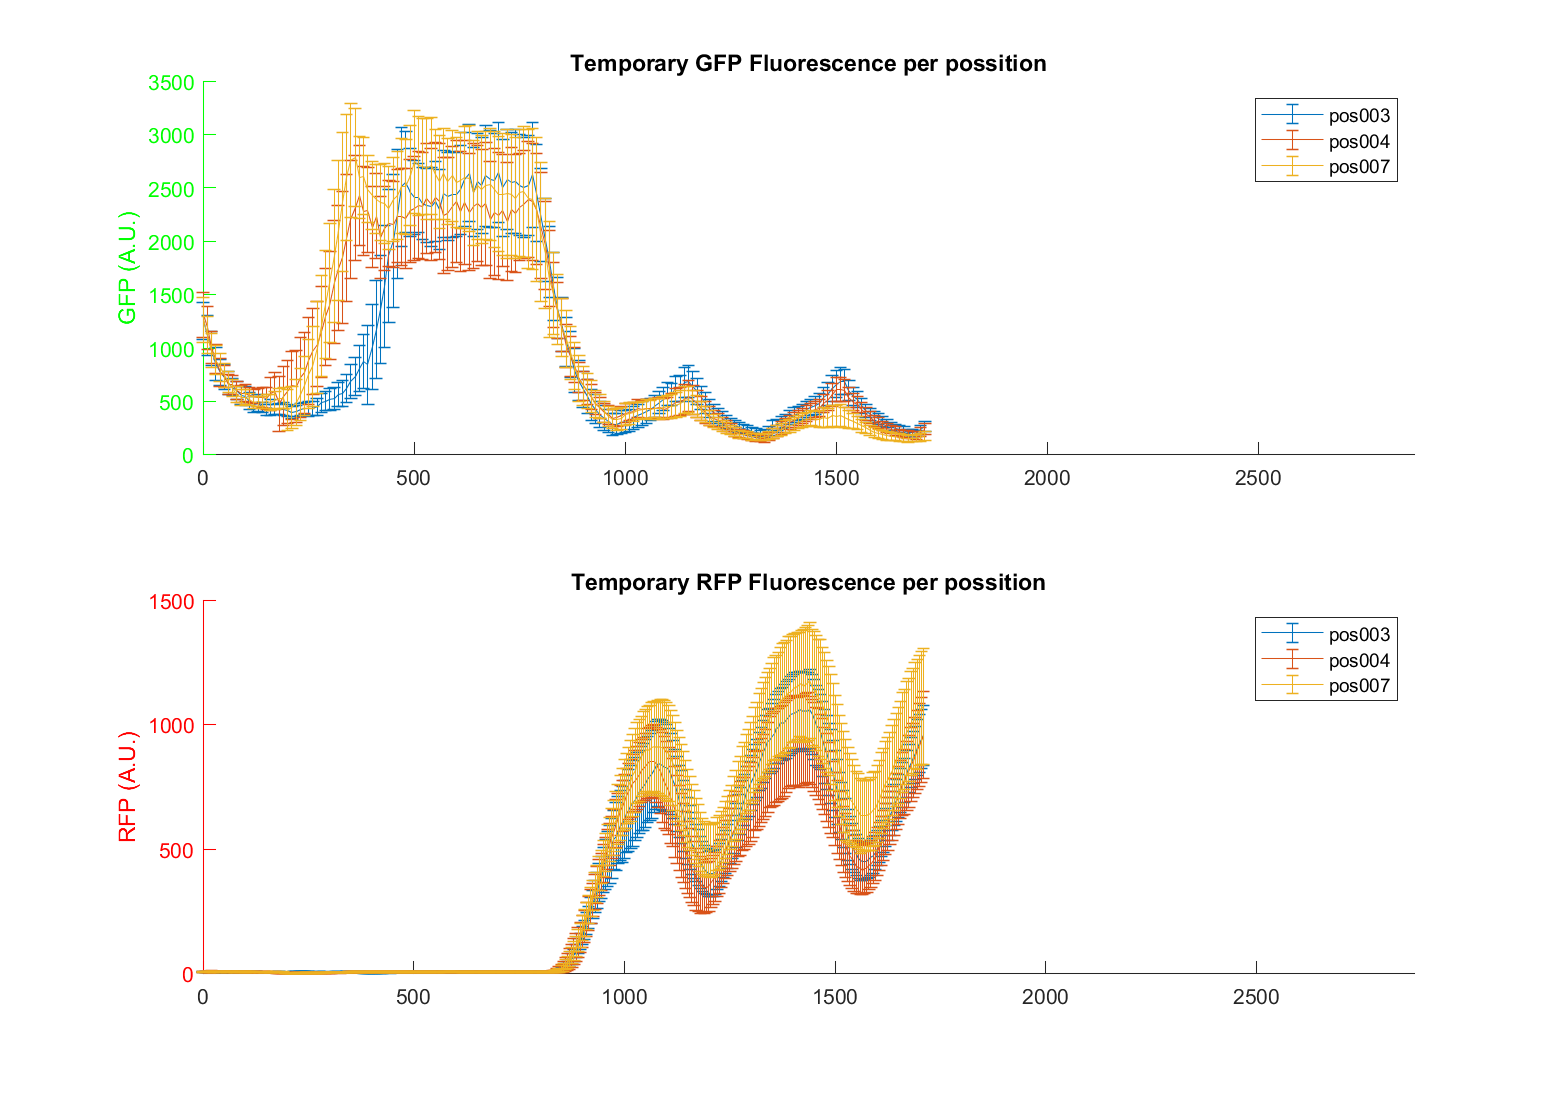 Temporary GFP Fluorescence per possition
3500
3000
2500
2000
1500
1000
500
0
GFP (A.U.)
0 500 1000 1500 2000 2500
pos003
pos004
pos007
Temporary RFP Fluorescence per possition
1500
1000
500
0
RFP (A.U.)
0 500 1000 1500 2000 2500
pos003
pos004
pos007